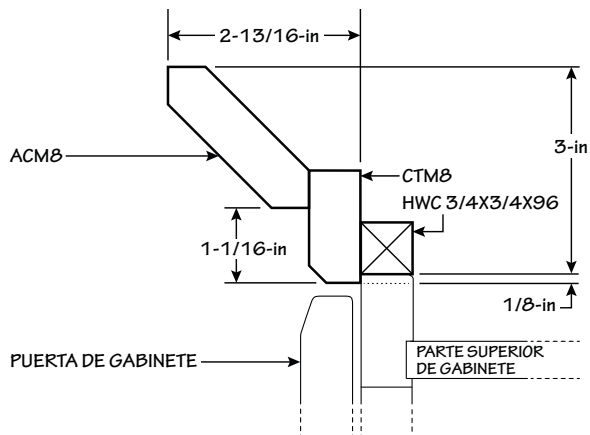 2-13/16-in
ACM8
3-in
CTM8
HWC 3/4X3/4X96
1-1/16-in
1/8-in
PUERTA DE GABINETE
PARTE SUPERIOR
DE GABINETE